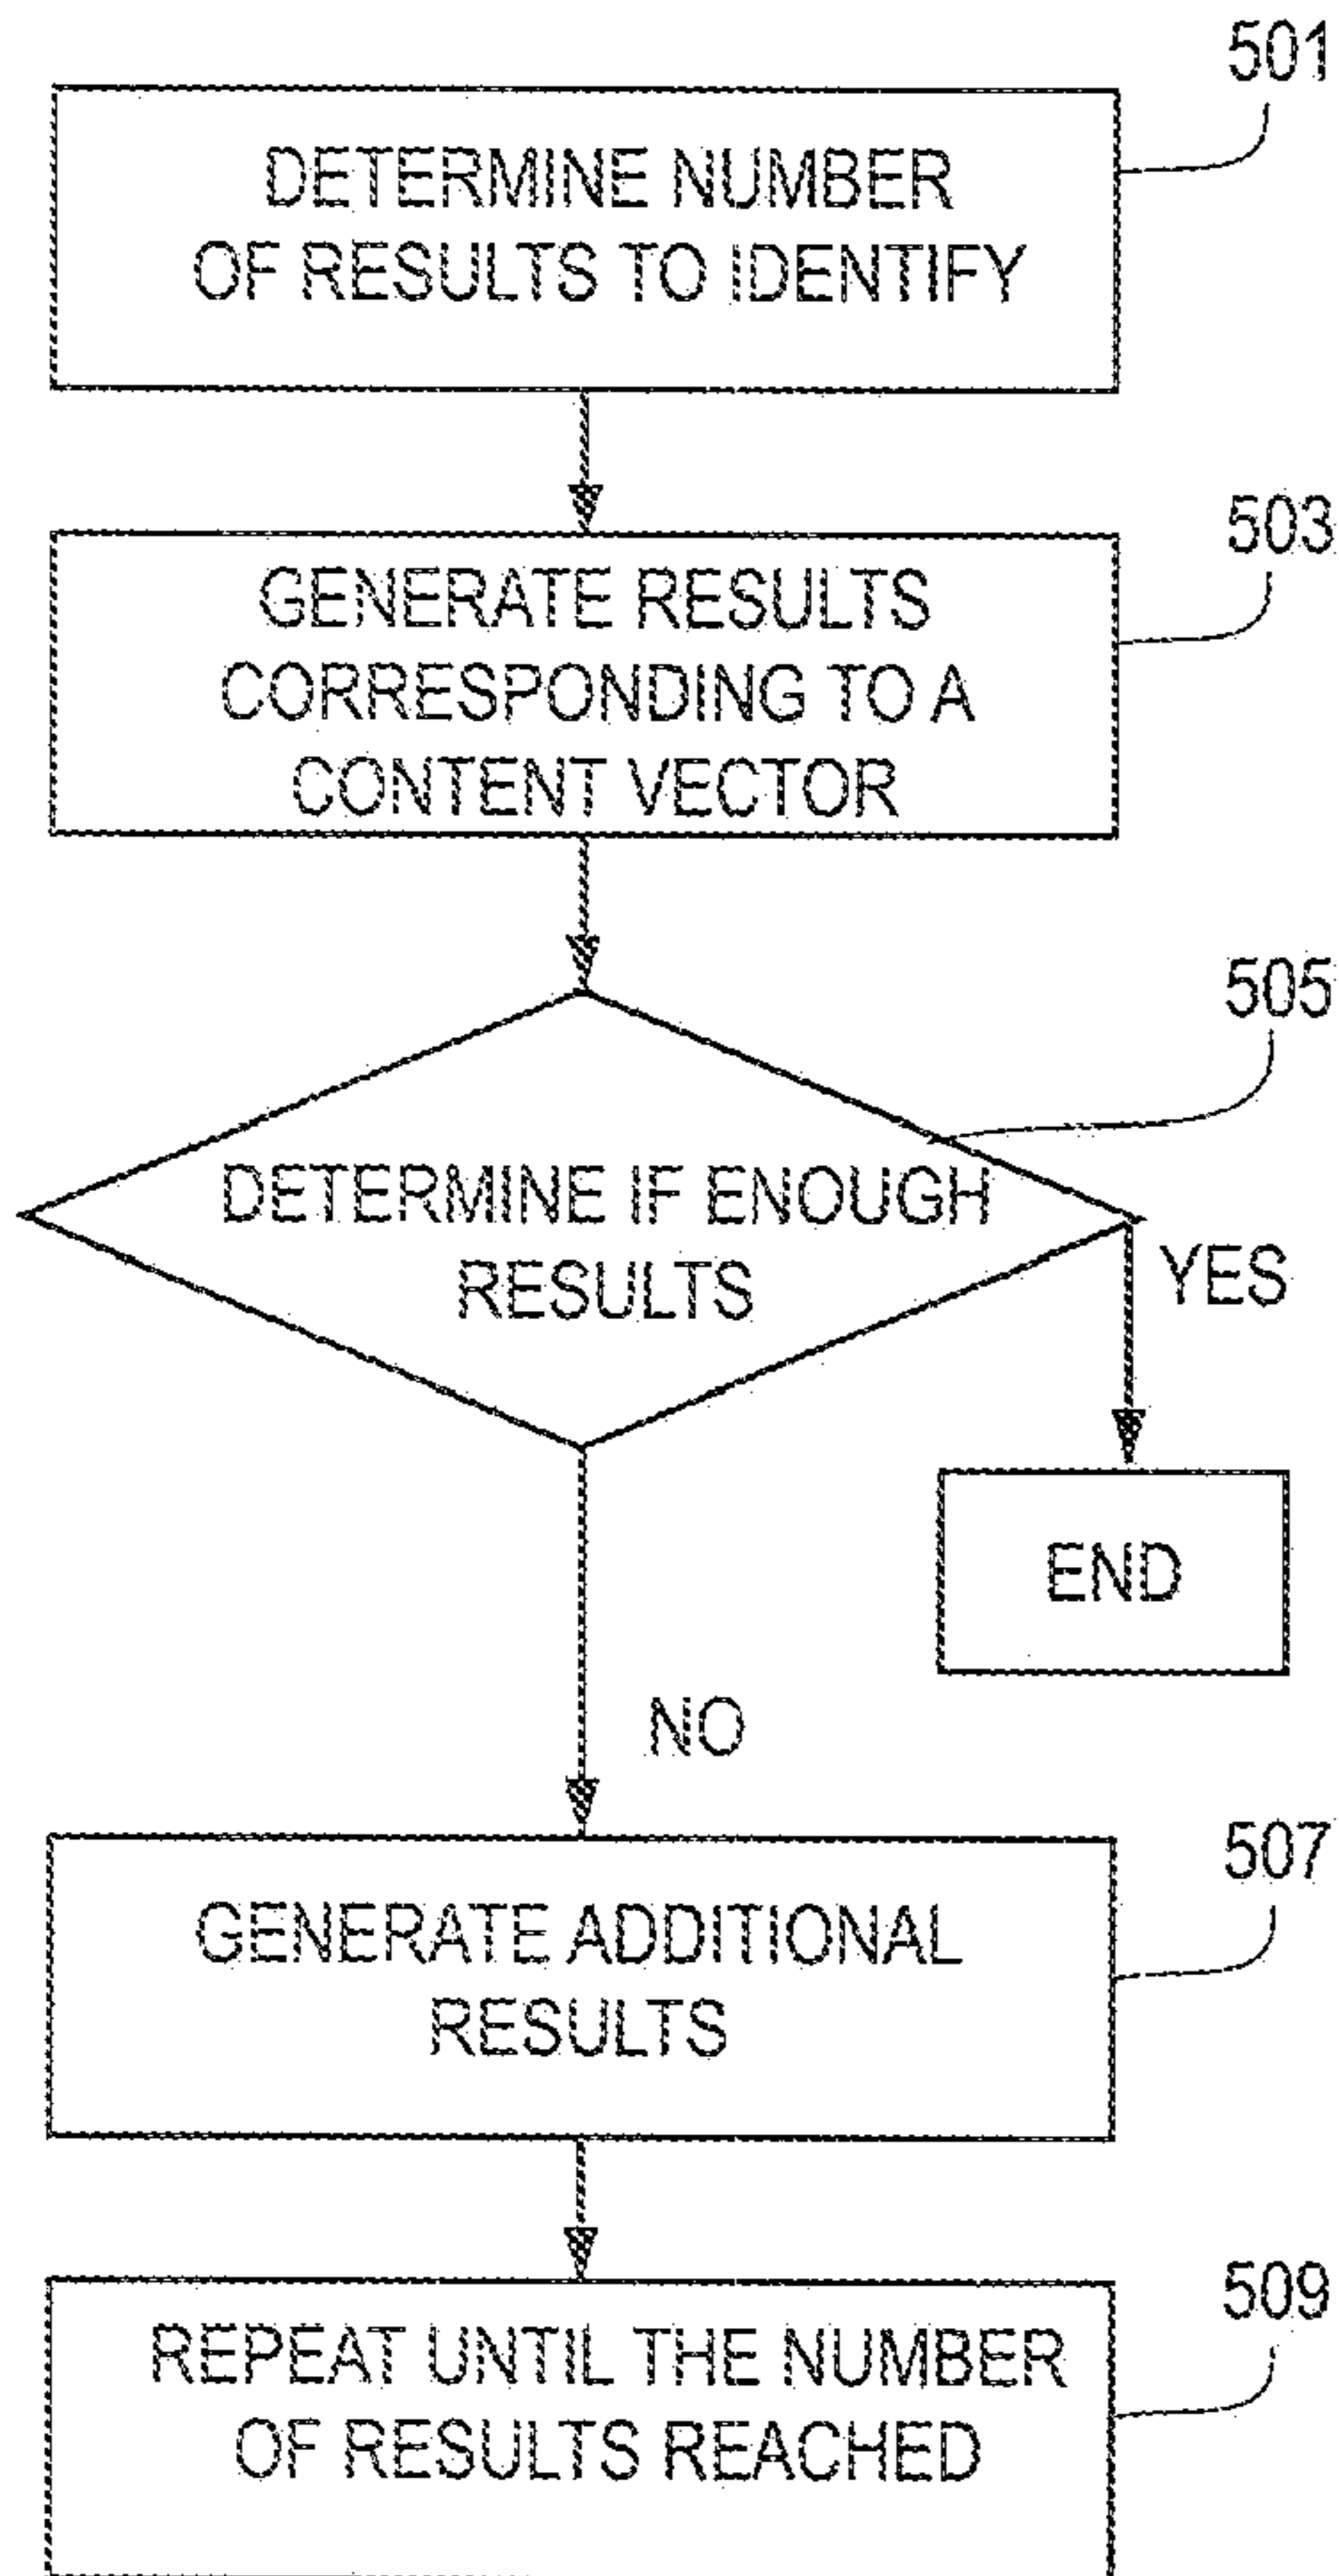 501
DETERMINE NUMBER
OF RESULTS TO IDENTIFY
503
GENERATE RESULTS
CORRESPONDING TO A
CONTENT VECTOR
505
DETERMINE IF ENOUGH
RESULTS
YES
END
NO
507
GENERATE ADDITIONAL
RESULTS
509
REPEAT UNTIL THE NUMBER
OF RESULTS REACHED